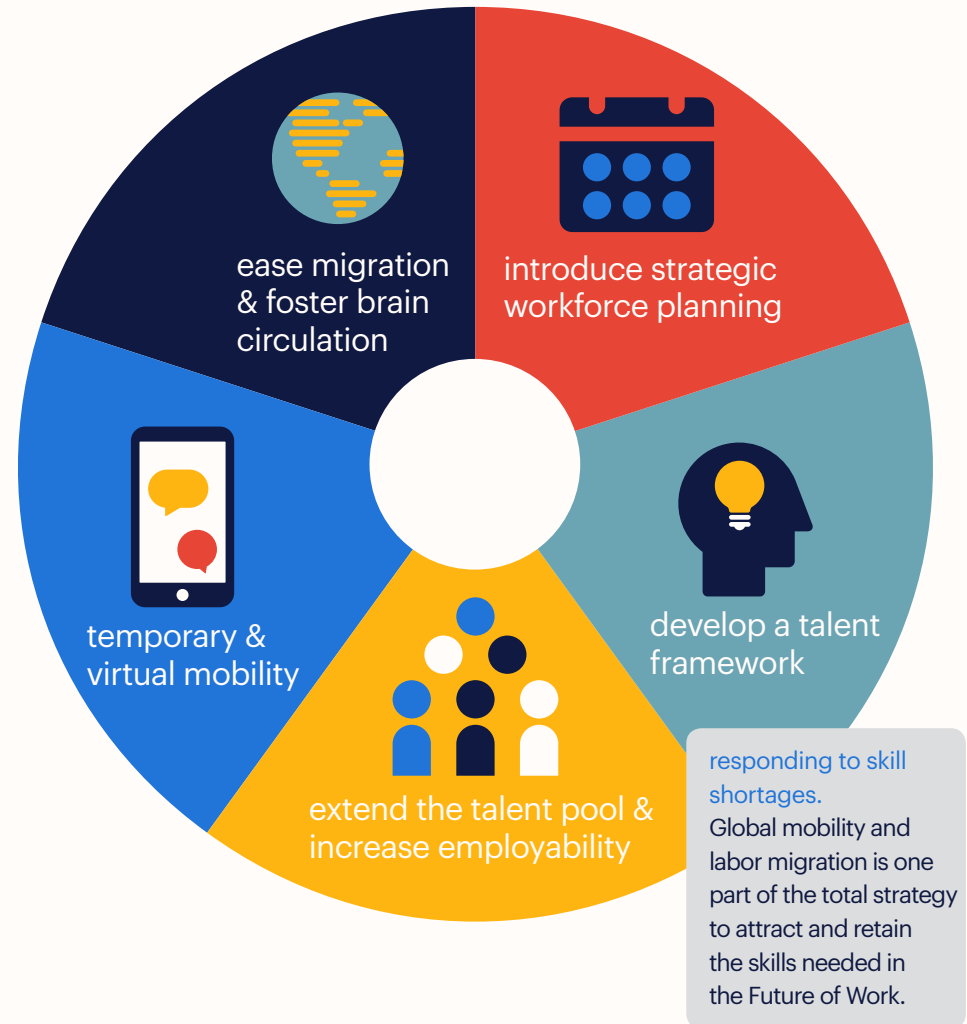 ease migration
& foster brain
circulation
introduce strategic
workforce planning
temporary &
virtual mobility
develop a talent
framework
extend the talent pool &
increase employability
responding to skill
shortages.
Global mobility and
labor migration is one
part of the total strategy
to attract and retain
the skills needed in
the Future of Work.